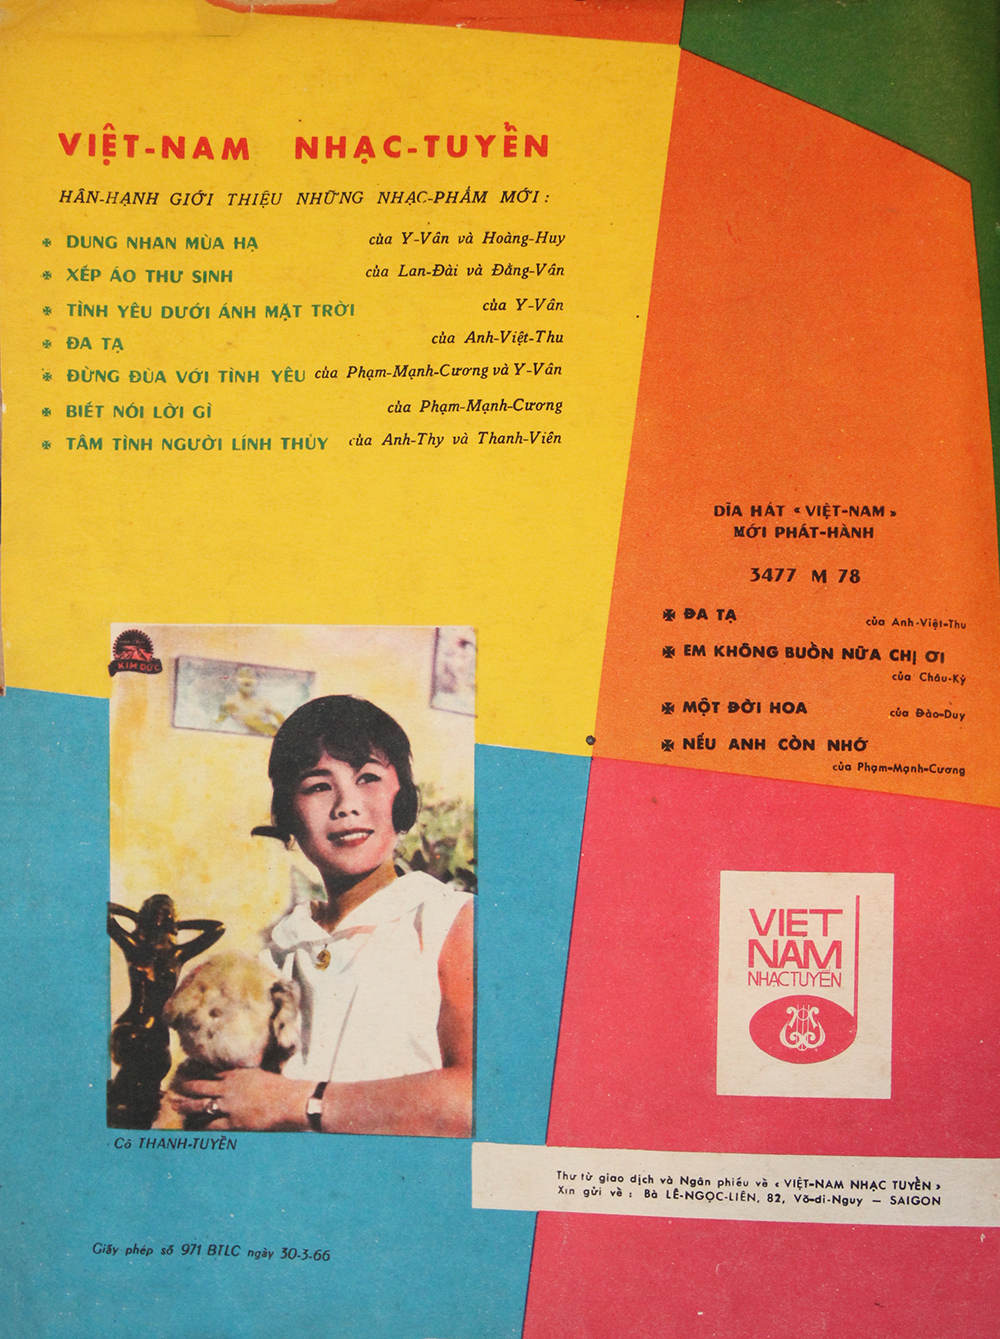 VIỆT-NAM NHẠC-TUYỂN
HÂN-HẠNH GIỚI THIỆU NHỮNG NHẠC-PHẨM MỚI :
DUNG NHAN MÙA HẠ của Y-Vân và Hoàng-Huy
XẾP ÁO THƯ SINH của Lan-Đài và Đằng-Vân
TÌNH YÊU DƯỚI ÁNH MẶT TRỜI của Y-Vân
ĐA TẠ của Anh-Việt-Thu
ĐỪNG ĐÙA VỚI TÌNH YÊU của Phạm-Mạnh-Cương và Y-Vân
BIẾT NÓI LỜI GÌ của Phạm-Mạnh-Cương
TÂM TÌNH NGƯỜI LÍNH THỦY của Anh-Thy và Thanh-Viên
DĨA HÁT « VIỆT-NAM »
MỚI PHÁT-HÀNH
3477 M 78
ĐA TẠ của Anh-Việt-Thu
EM KHÔNG BUỒN NỮA CHỊ ƠI
của Châu-Kỳ
MỘT ĐỜI HOA của Đào-Duy
NẾU ANH CÒN NHỚ
của Phạm-Mạnh-Cương
KIM ĐỨC
VIỆT
NAM
NHẠC TUYỂN
Cô THANH-TUYỀN
Thư từ giao dịch và Ngân phiếu về « VIỆT-NAM NHẠC TUYỂN »
Xin gửi về : Bà LÊ-NGỌC-LIÊN, 82, Võ-di-Nguy — SAIGON
Giấy phép số 971 BTLC ngày 30-3-66